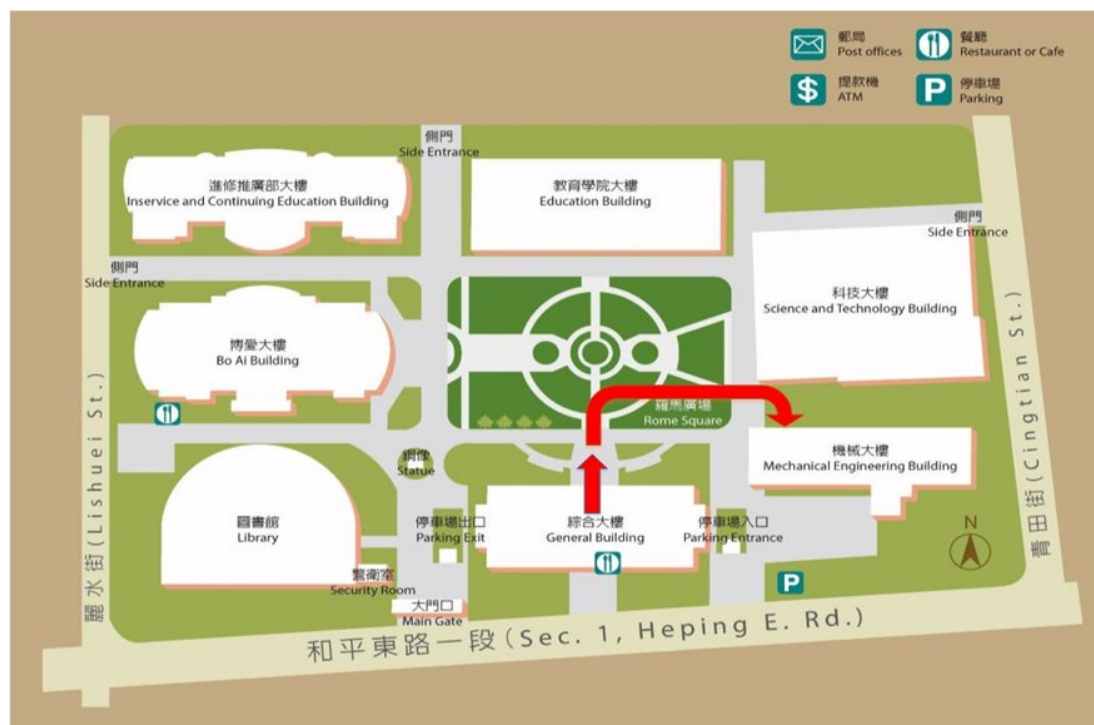 郵局
Post offices
餐廳
Restaurant or Cafe
提款機
ATM
停車場
Parking
側門
Side Entrance
進修推廣部大樓
Inservice and Continuing Education Building
教育學院大樓
Education Building
側門
Side Entrance
側門
Side Entrance
科技大樓
Science and Technology Building
博愛大樓
Bo Ai Building
羅馬廣場
Rome Square
銅像
Statue
機械大樓
Mechanical Engineering Building
圖書館
Library
停車場出口
Parking Exit
綜合大樓
General Building
停車場入口
Parking Entrance
N
警衛室
Security Room
P
大門口
Main Gate
麗水街(Lishuei St.)
青田街(Cingtian St.)
和平東路一段(Sec. 1, Heping E. Rd.)